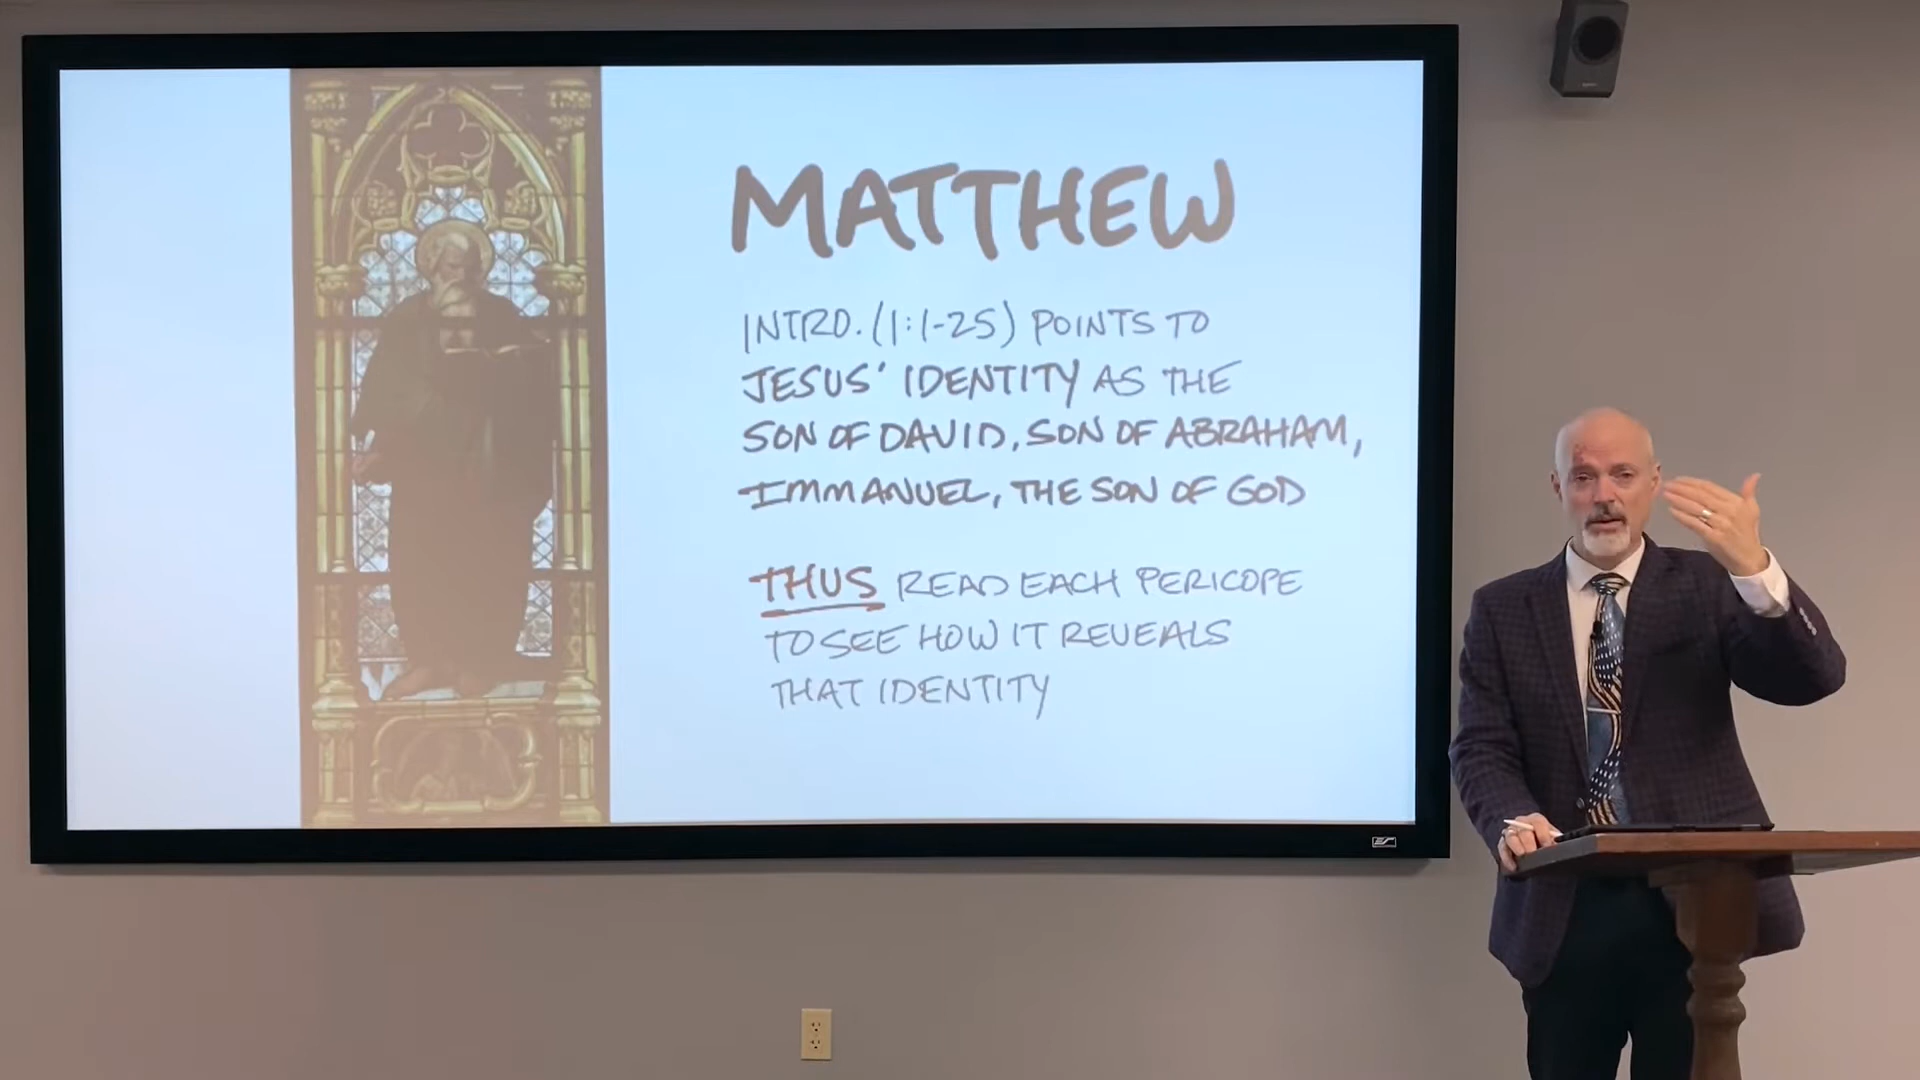 MATTHEW
INTRO. (1:1-25) POINTS TO
JESUS' IDENTITY AS THE
SON OF DAVID, SON OF ABRAHAM,
IMMANUEL, THE SON OF GOD
THUS READ EACH PERICOPE
TO SEE HOW IT REVEALS
THAT IDENTITY